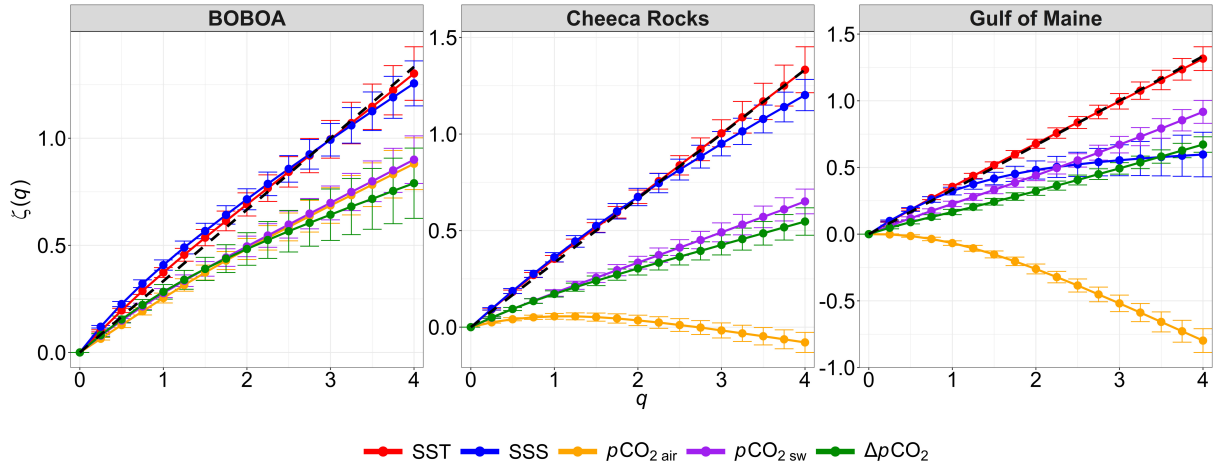 BOBOA
Cheeca Rocks
Gulf of Maine
ζ(q)
1.0
0.5
0.0
0 1 2 3 4
1.5
1.0
0.5
0.0
0 1 2 3 4
1.5
1.0
0.5
0.0
-0.5
-1.0
0 1 2 3 4
q
SST SSS pCO₂ air pCO₂ sw ΔpCO₂